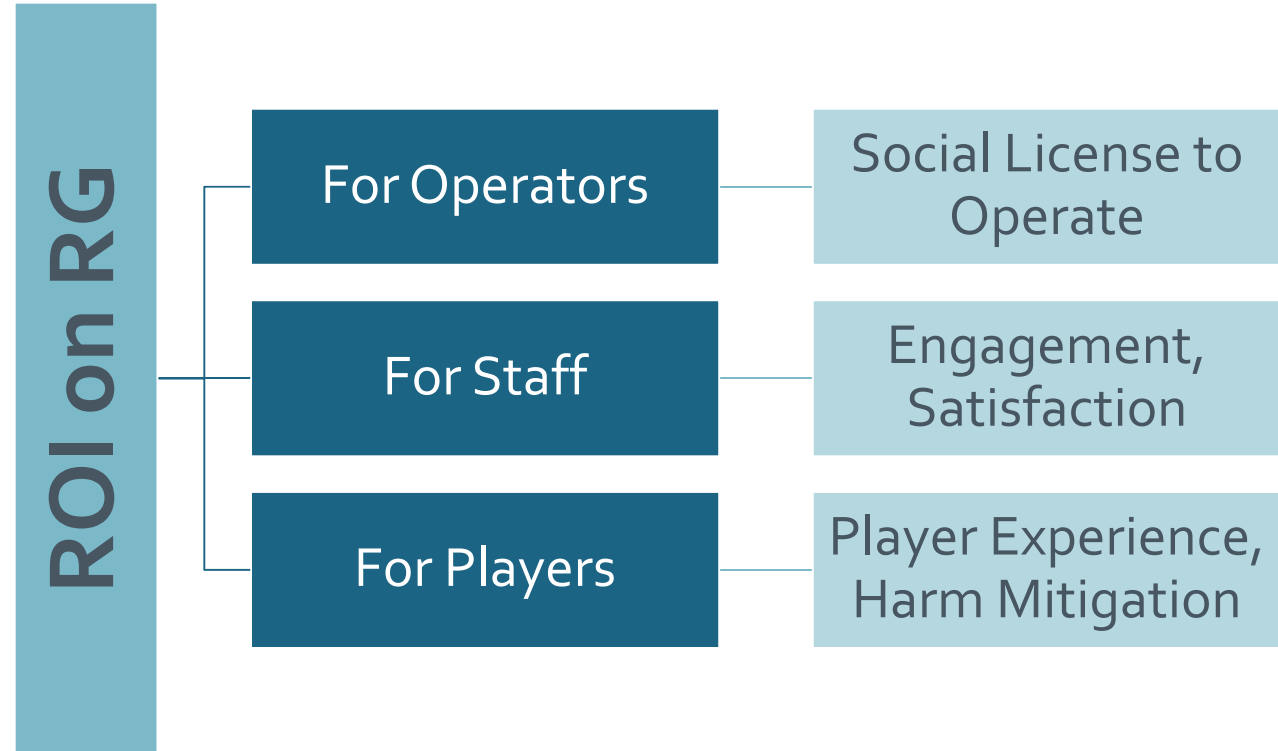 ROI on RG
For Operators
Social License to
Operate
For Staff
Engagement,
Satisfaction
For Players
Player Experience,
Harm Mitigation